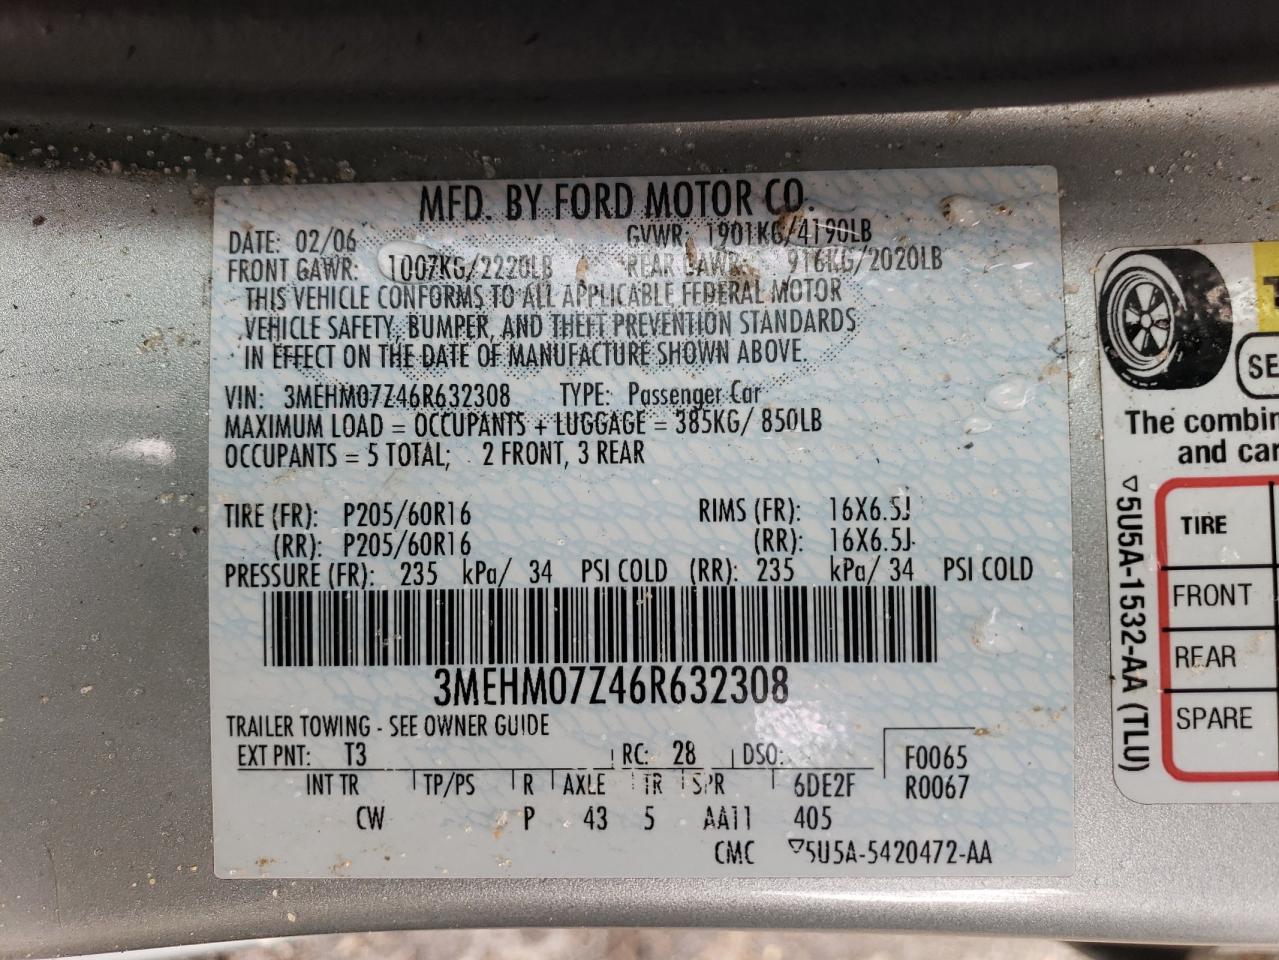 MFD. BY FORD MOTOR CO.
DATE: 02/06 GVWR: 1901KG/4190LB
FRONT GAWR: 1007KG/2220LB REAR GAWR: 916KG/2020LB
THIS VEHICLE CONFORMS TO ALL APPLICABLE FEDERAL MOTOR
VEHICLE SAFETY, BUMPER, AND THEFT PREVENTION STANDARDS
IN EFFECT ON THE DATE OF MANUFACTURE SHOWN ABOVE.
VIN: 3MEHM07Z46R632308 TYPE: Passenger Car
MAXIMUM LOAD = OCCUPANTS + LUGGAGE = 385KG/ 850LB
OCCUPANTS = 5 TOTAL; 2 FRONT, 3 REAR
TIRE (FR): P205/60R16 RIMS (FR): 16X6.5J
(RR): P205/60R16 (RR): 16X6.5J
PRESSURE (FR): 235 kPa/ 34 PSI COLD (RR): 235 kPa/ 34 PSI COLD
3MEHM07Z46R632308
TRAILER TOWING - SEE OWNER GUIDE
EXT PNT: T3 RC: 28 DSO: F0065
INT TR TP/PS R AXLE TR SPR 6DE2F R0067
CW P 43 5 AA11 405
CMC ▽5U5A-5420472-AA
The combin
and car
TIRE
FRONT
REAR
SPARE
▽5U5A-1532-AA (TLU)